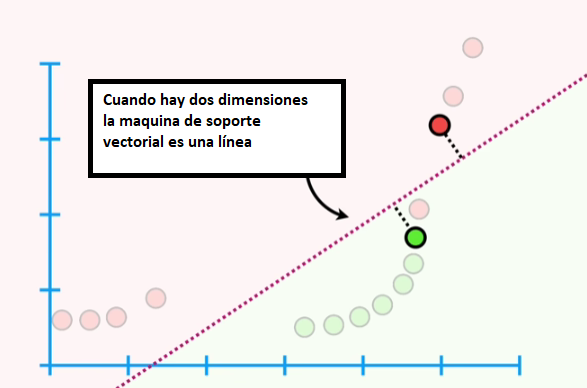 Cuando hay dos dimensiones
la maquina de soporte
vectorial es una línea